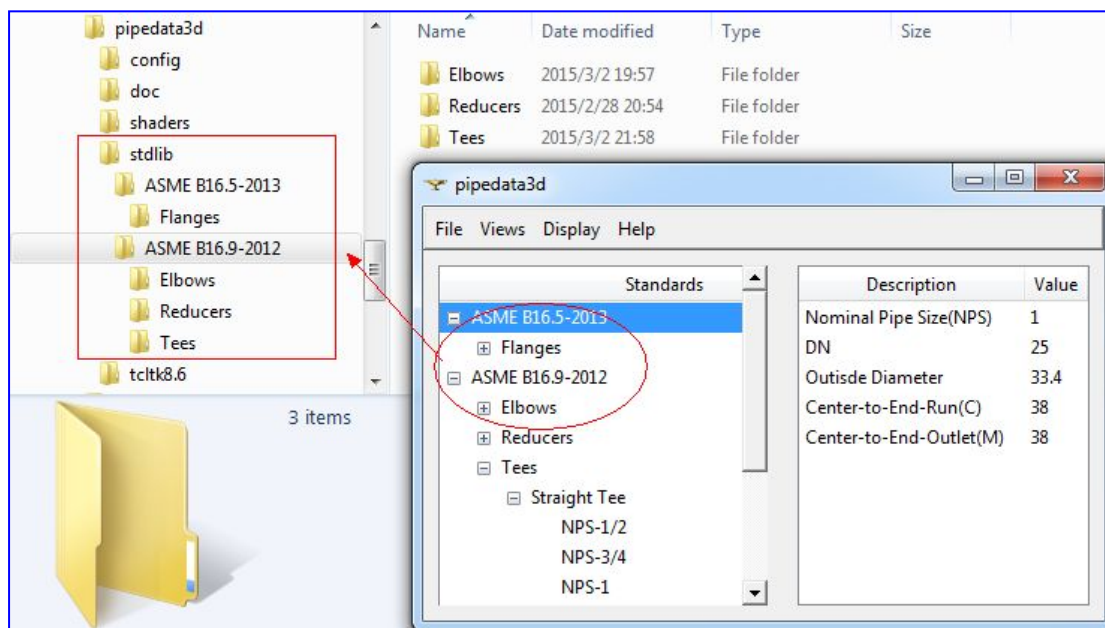 pipedata3d
config
doc
shaders
stdlib
ASME B16.5-2013
Flanges
ASME B16.9-2012
Elbows
Reducers
Tees
tcltk8.6
3 items
Name Date modified Type Size
Elbows 2015/3/2 19:57 File folder
Reducers 2015/2/28 20:54 File folder
Tees 2015/3/2 21:58 File folder
pipedata3d
File Views Display Help
Standards
ASME B16.5-2013
Flanges
ASME B16.9-2012
Elbows
Reducers
Tees
Straight Tee
NPS-1/2
NPS-3/4
NPS-1
Description Value
Nominal Pipe Size(NPS) 1
DN 25
Outisde Diameter 33.4
Center-to-End-Run(C) 38
Center-to-End-Outlet(M) 38